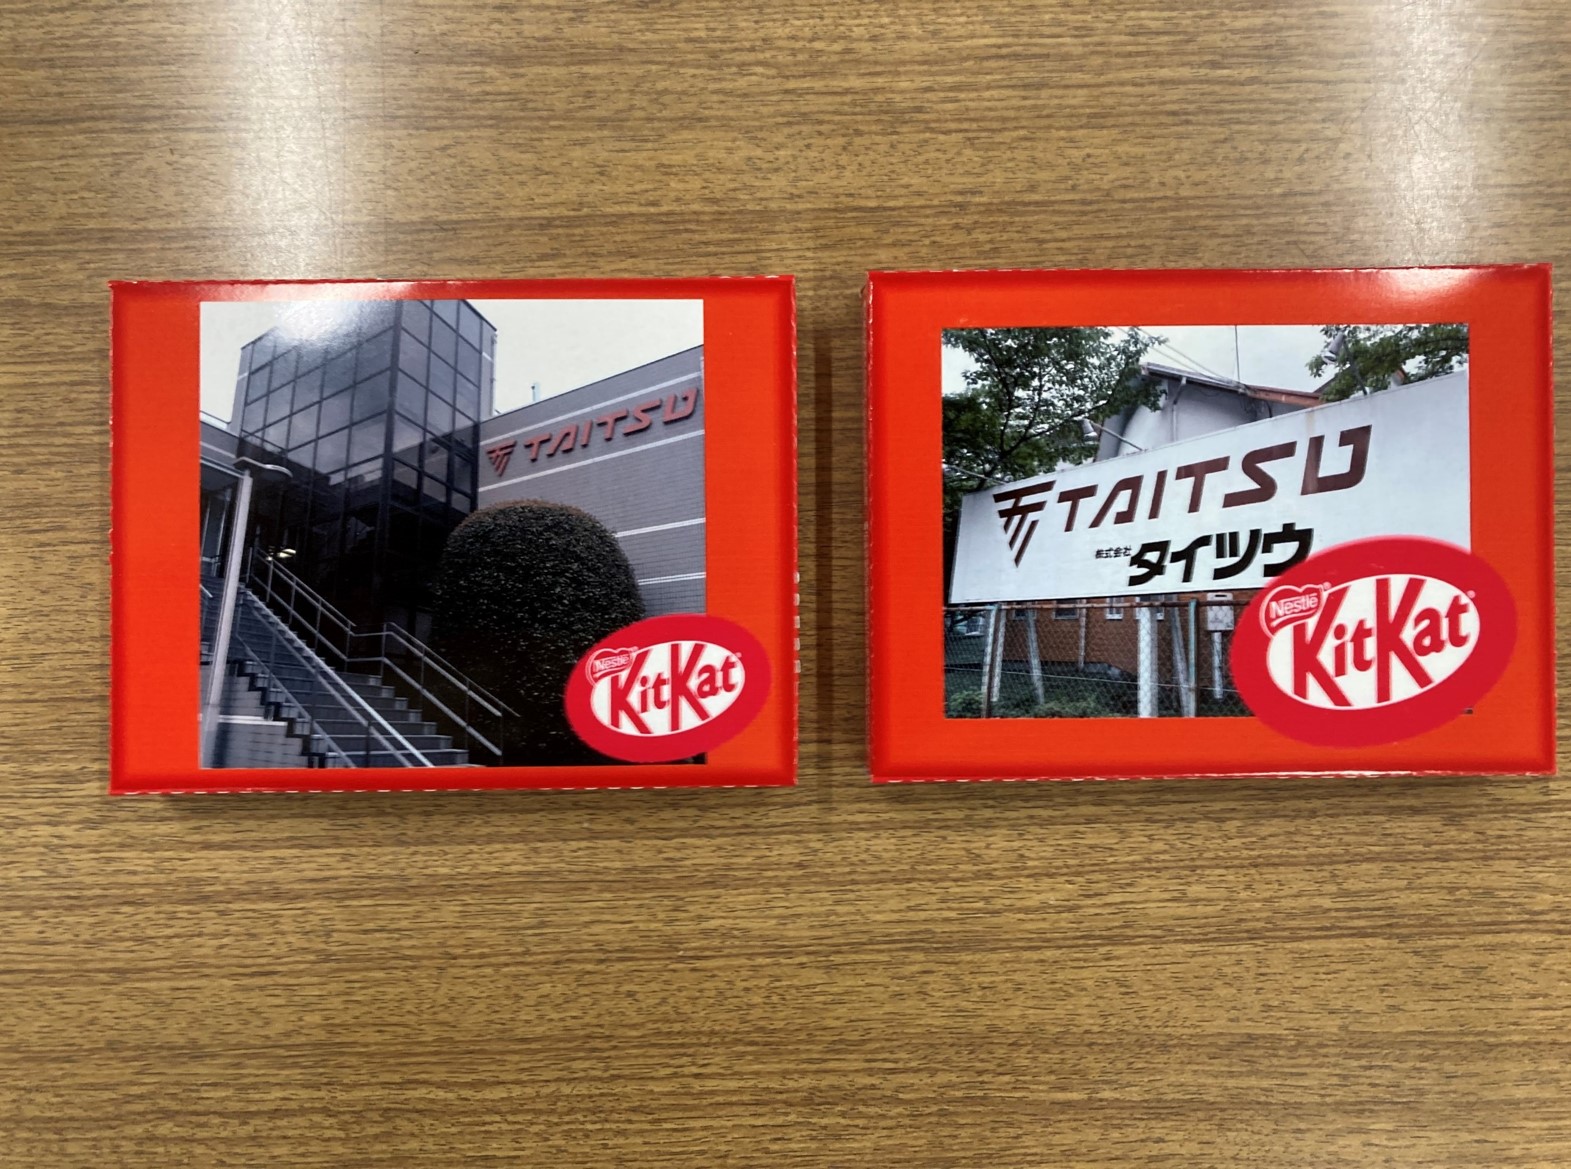 TAITSU
Nestlé®
KitKat®
TAITSU
株式会社 タイツウ
Nestlé®
KitKat®